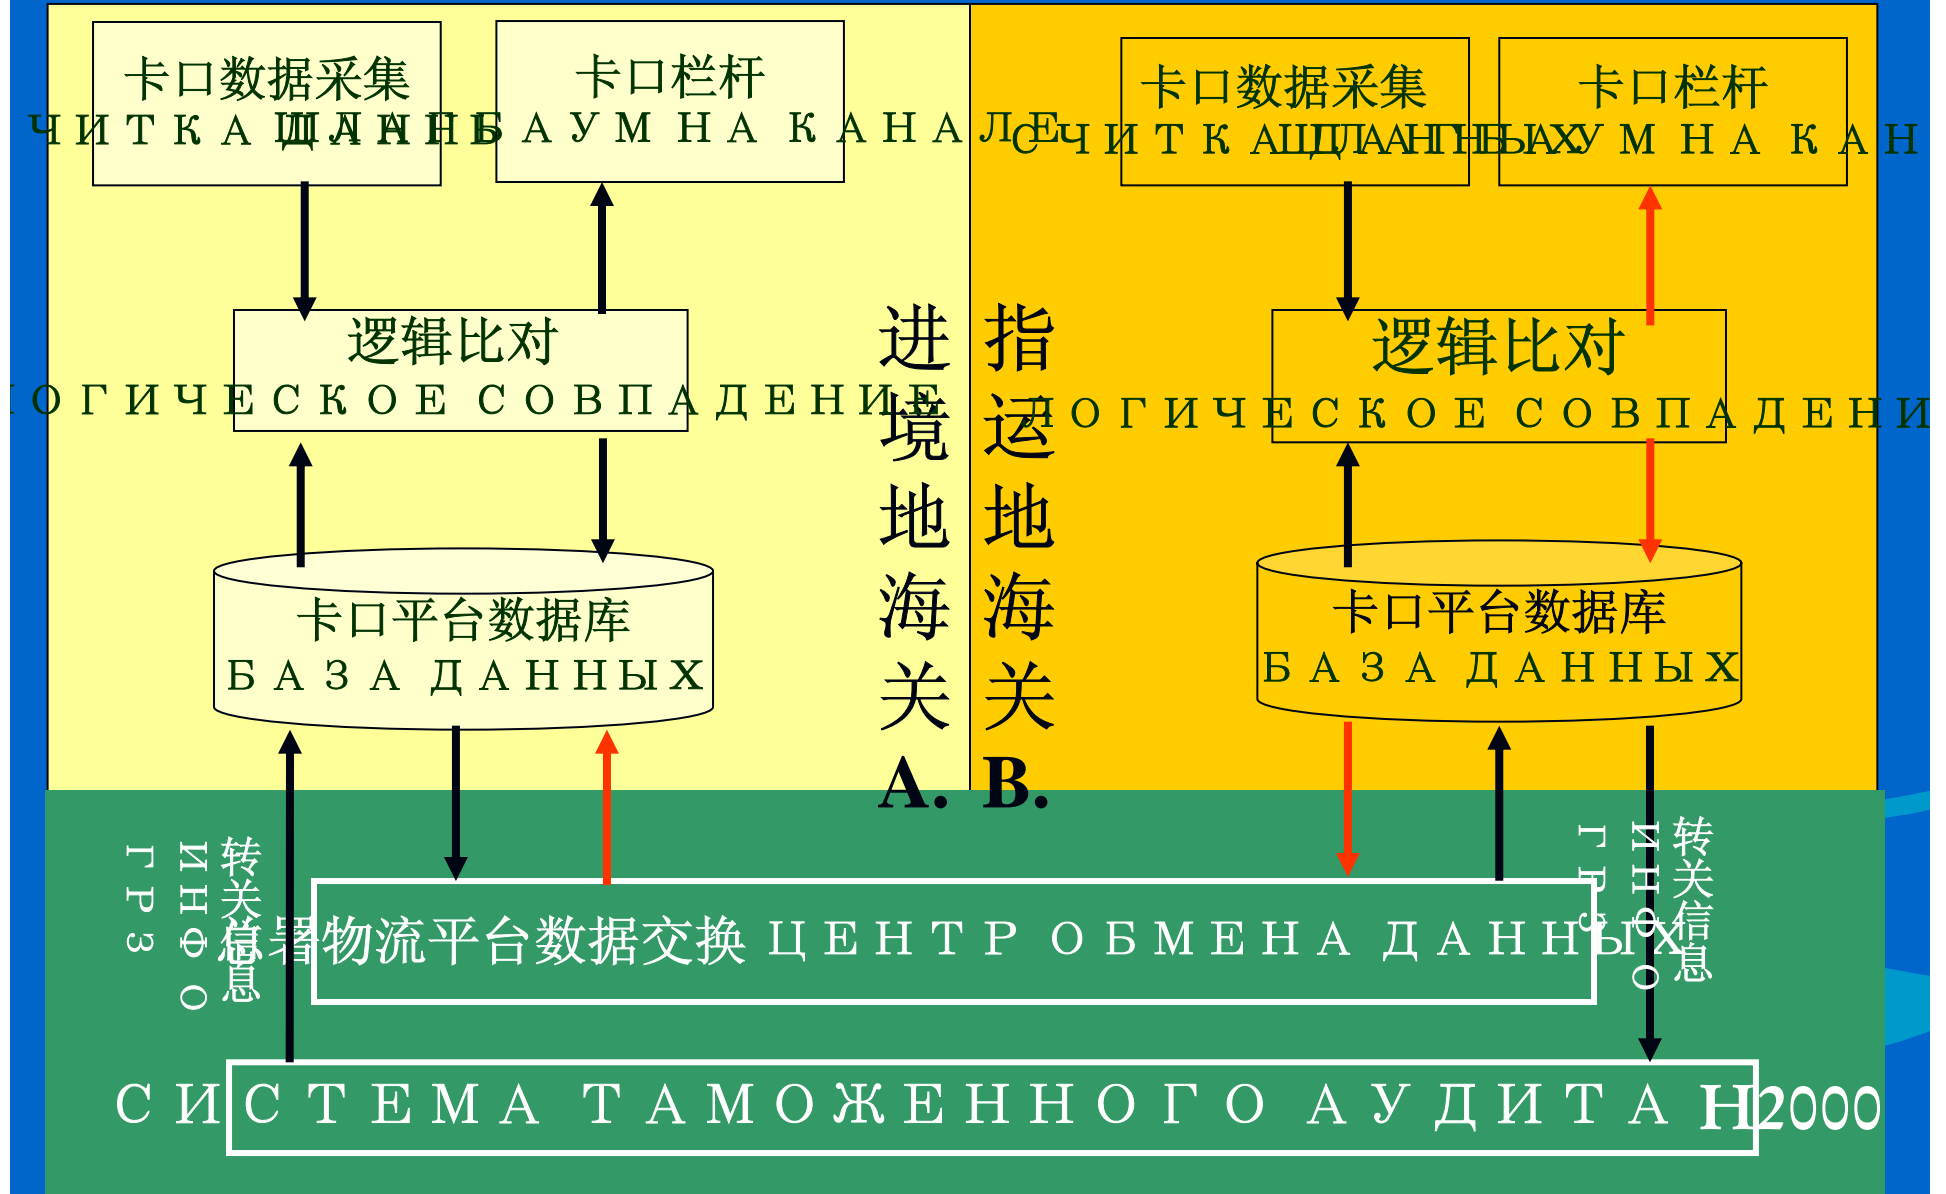 卡口数据采集
ЧИТКА ДАННЫ
卡口栏杆
ШЛАГБАУМ НА КАНАЛЕ
卡口数据采集
СЧИТКА ДАННЫХ
卡口栏杆
ШЛАГБАУМ НА КАН
逻辑比对
ЛОГИЧЕСКОЕ СОВПАДЕНИЕ
进境地海关
A.
指运地海关
B.
逻辑比对
ЛОГИЧЕСКОЕ СОВПАДЕНИ
卡口平台数据库
БАЗА ДАННЫХ
卡口平台数据库
БАЗА ДАННЫХ
转关信息
ИНФО
ГРЗ
转关信息
ИНФО
ГРЗ
总署物流平台数据交换 ЦЕНТР ОБМЕНА ДАННЫХ
СИСТЕМА ТАМОЖЕННОГО АУДИТА H2000